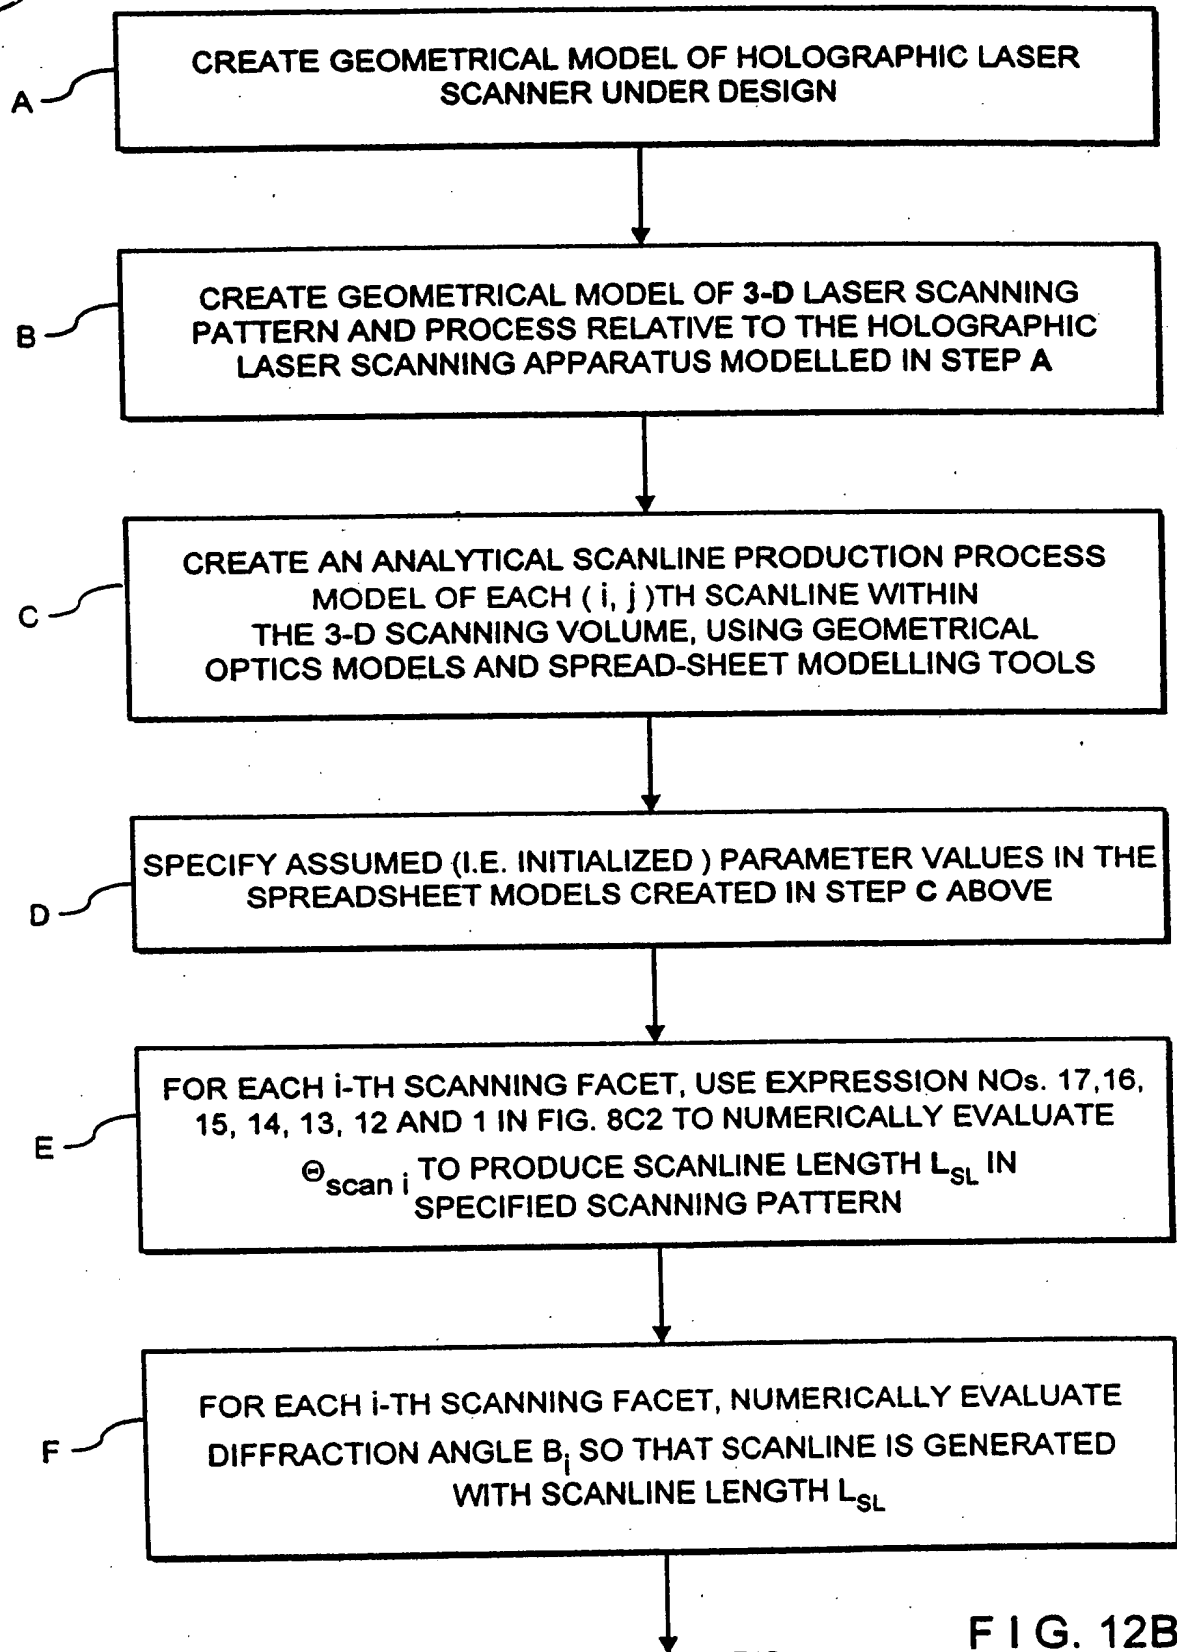 CREATE GEOMETRICAL MODEL OF HOLOGRAPHIC LASER
SCANNER UNDER DESIGN
A
CREATE GEOMETRICAL MODEL OF 3-D LASER SCANNING
PATTERN AND PROCESS RELATIVE TO THE HOLOGRAPHIC
LASER SCANNING APPARATUS MODELLED IN STEP A
B
CREATE AN ANALYTICAL SCANLINE PRODUCTION PROCESS
MODEL OF EACH ( i, j )TH SCANLINE WITHIN
THE 3-D SCANNING VOLUME, USING GEOMETRICAL
OPTICS MODELS AND SPREAD-SHEET MODELLING TOOLS
C
SPECIFY ASSUMED (I.E. INITIALIZED ) PARAMETER VALUES IN THE
SPREADSHEET MODELS CREATED IN STEP C ABOVE
D
FOR EACH i-TH SCANNING FACET, USE EXPRESSION NOs. 17,16,
15, 14, 13, 12 AND 1 IN FIG. 8C2 TO NUMERICALLY EVALUATE
Θscan i TO PRODUCE SCANLINE LENGTH LSL IN
SPECIFIED SCANNING PATTERN
E
FOR EACH i-TH SCANNING FACET, NUMERICALLY EVALUATE
DIFFRACTION ANGLE Bi SO THAT SCANLINE IS GENERATED
WITH SCANLINE LENGTH LSL
F
FIG. 12B